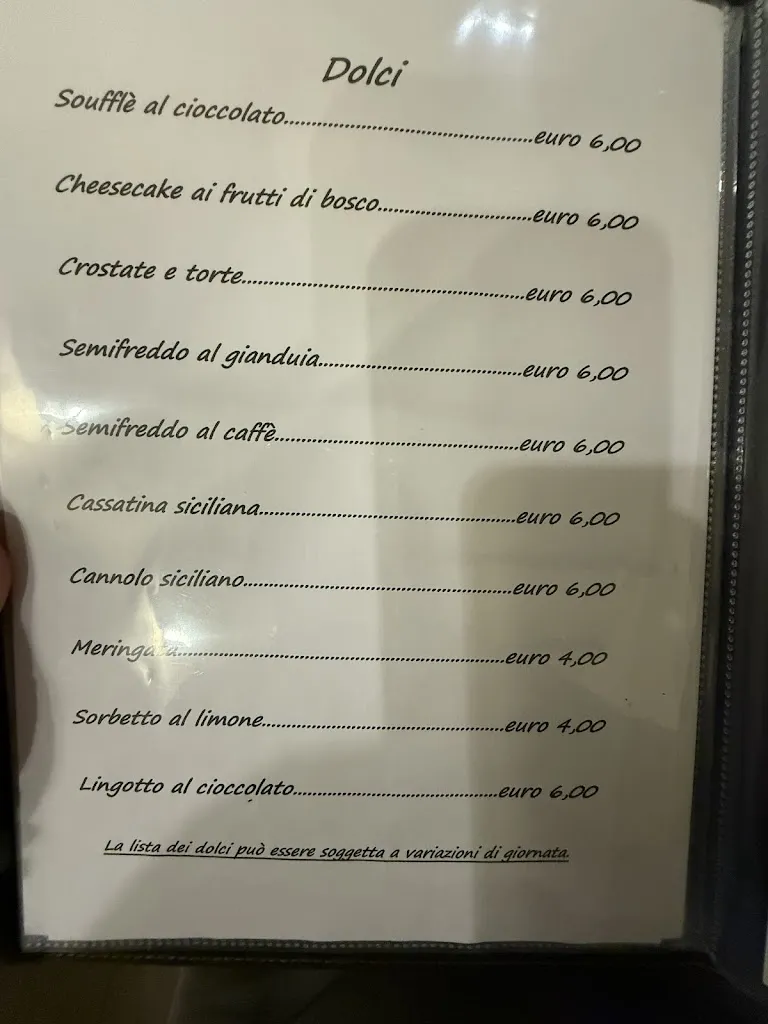 Dolci
Soufflè al cioccolato..............................................euro 6,00
Cheesecake ai frutti di bosco............................euro 6,00
Crostate e torte....................................................euro 6,00
Semifreddo al gianduia.....................................euro 6,00
Semifreddo al caffè............................................euro 6,00
Cassatina siciliana..............................................euro 6,00
Cannolo siciliano.................................................euro 6,00
Meringata............................................................euro 4,00
Sorbetto al limone..............................................euro 4,00
Lingotto al cioccolato.......................................euro 6,00
La lista dei dolci può essere soggetta a variazioni di giornata.